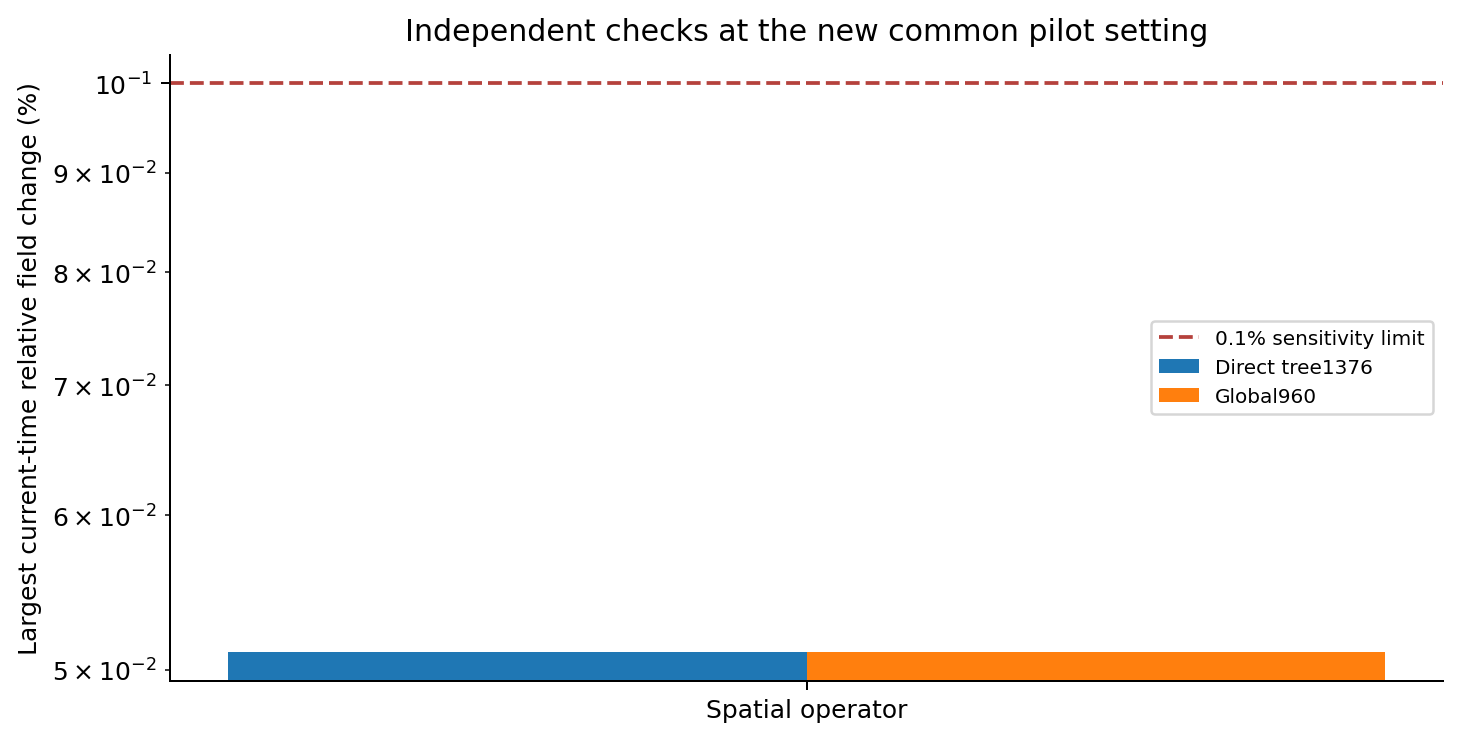 Independent checks at the new common pilot setting
Largest current-time relative field change (%)
10⁻¹
9 × 10⁻²
8 × 10⁻²
7 × 10⁻²
6 × 10⁻²
5 × 10⁻²
0.1% sensitivity limit
Direct tree1376
Global960
Spatial operator